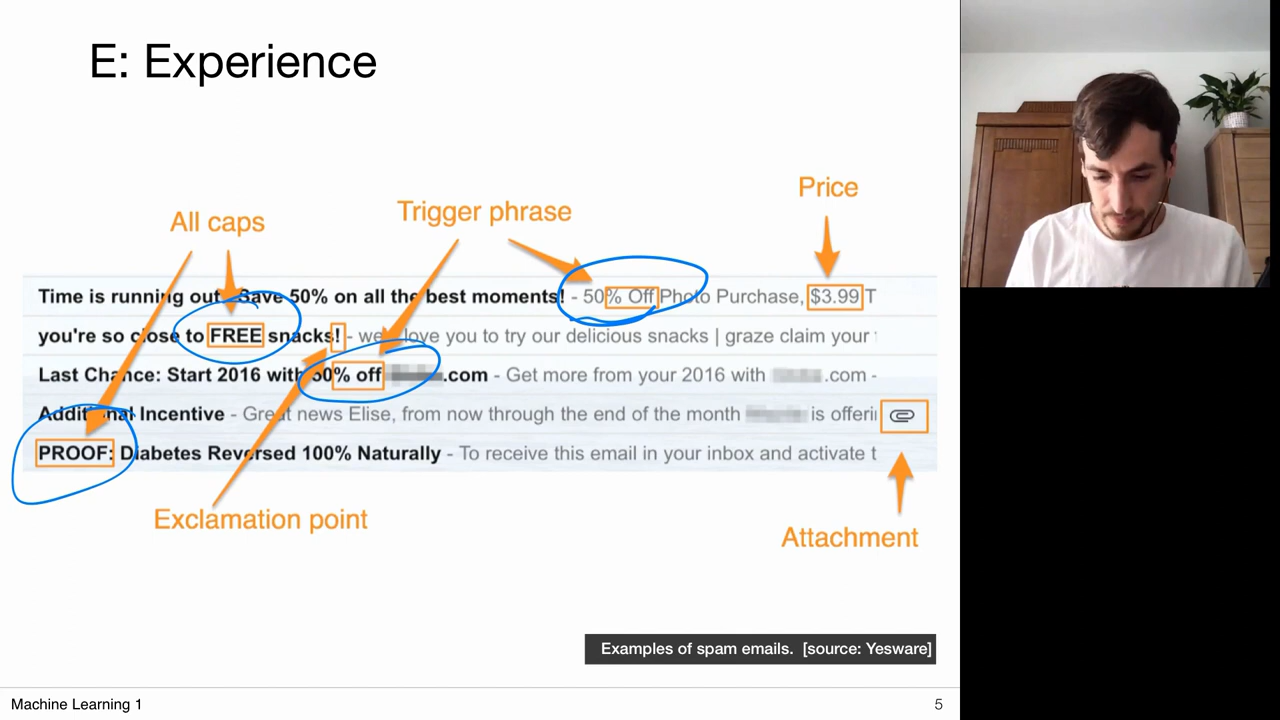 E: Experience
Price
Trigger phrase
All caps
Time is running out: Save 50% on all the best moments! - 50% Off Photo Purchase, $3.99 T
you're so close to FREE snacks! - we'd love you to try our delicious snacks | graze claim your
Last Chance: Start 2016 with 50% off .com - Get more from your 2016 with .com -
Additional Incentive - Great news Elise, from now through the end of the month is offeri
PROOF: Diabetes Reversed 100% Naturally - To receive this email in your inbox and activate t
Exclamation point
Attachment
Examples of spam emails. [source: Yesware]
Machine Learning 1
5